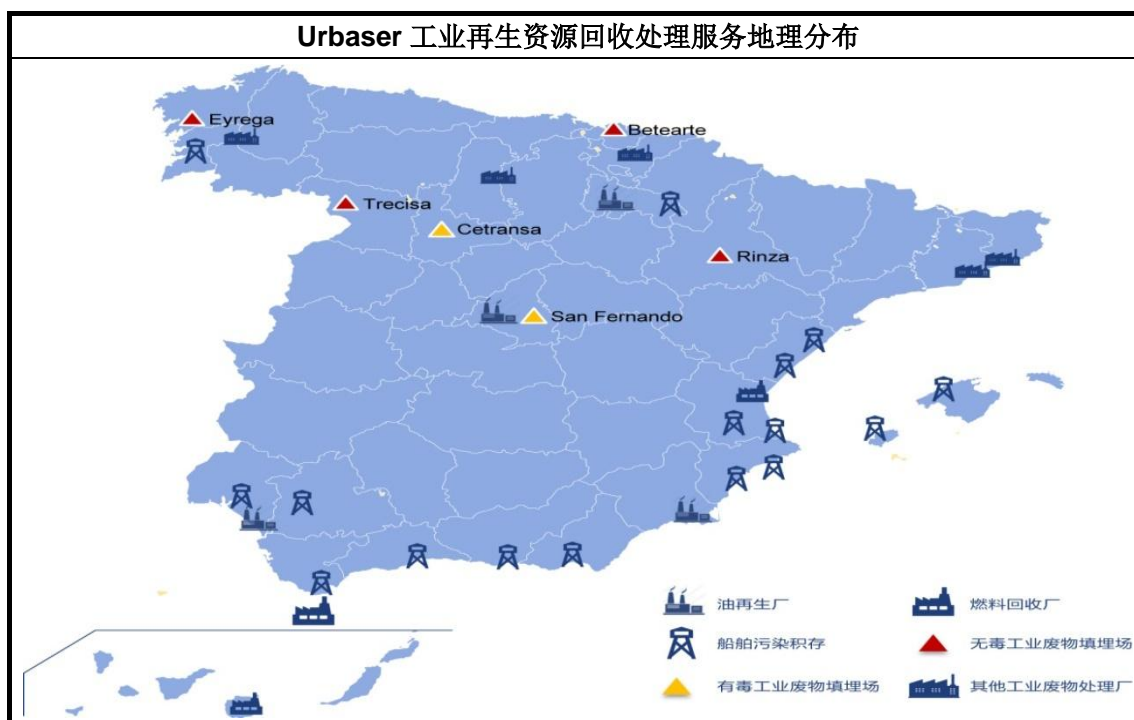 Urbaser 工业再生资源回收处理服务地理分布
Eyrega
Betearte
Trecisa
Cetransa
Rinza
San Fernando
油再生厂
燃料回收厂
船舶污染积存
无毒工业废物填埋场
有毒工业废物填埋场
其他工业废物处理厂